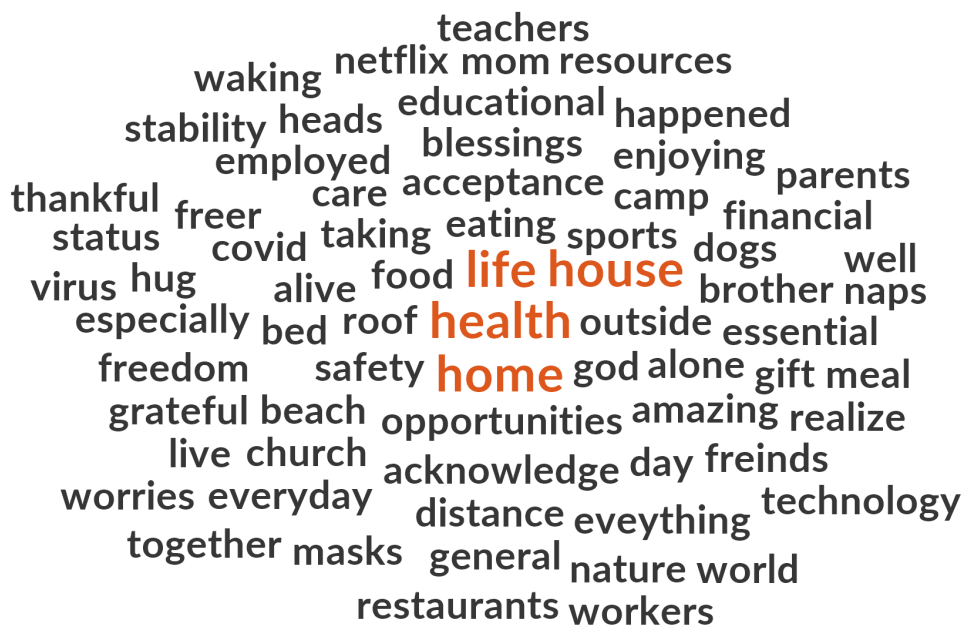 teachers
netflix mom resources
waking
educational happened
stability heads
blessings
employed enjoying
parents
care acceptance camp
thankful
freer financial
eating
status covid taking sports dogs
well
life house
virus hug alive food brother naps
especially bed roof health outside essential
freedom safety home god alone gift meal
grateful beach opportunities amazing realize
live church acknowledge day freinds
worries everyday distance eveything technology
together masks general nature world
restaurants workers